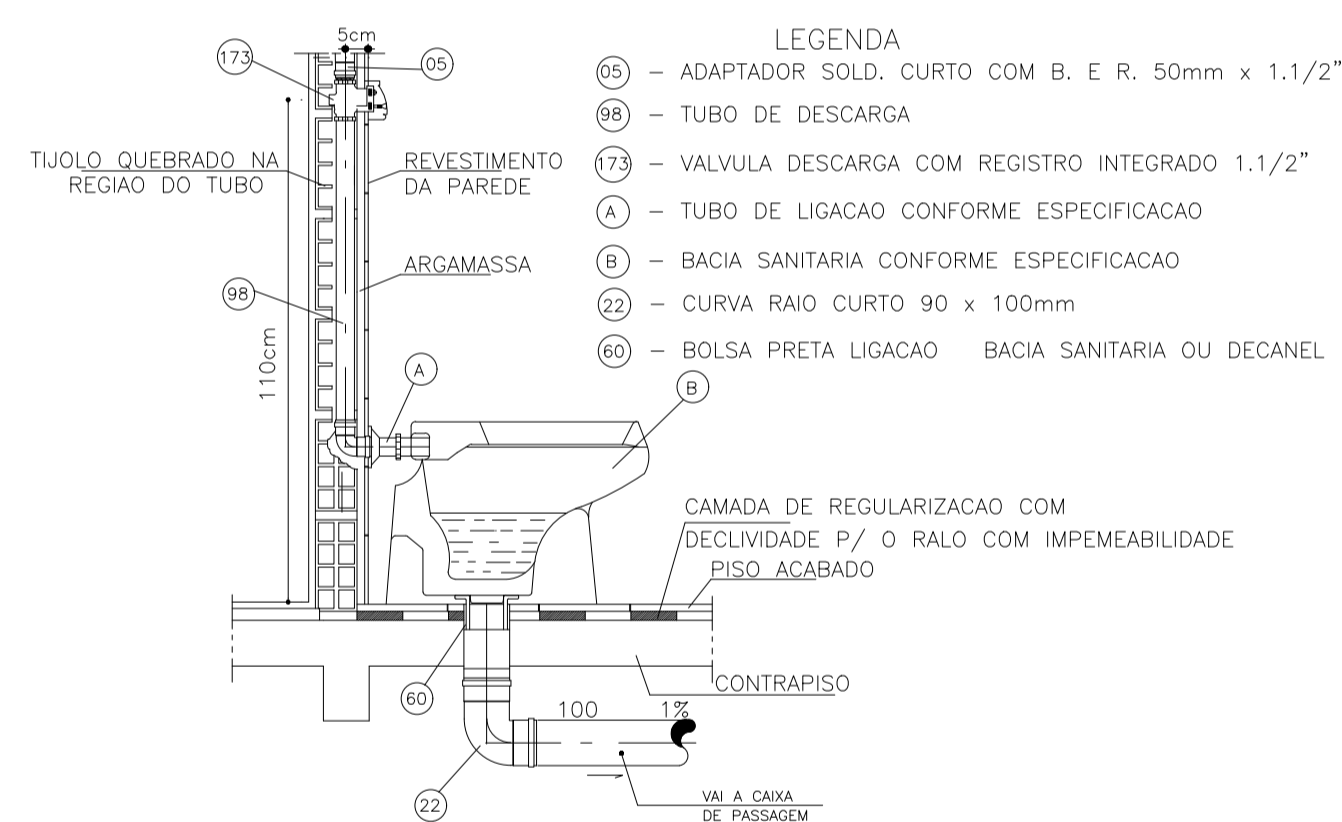 5cm
LEGENDA
173
05
05 – ADAPTADOR SOLD. CURTO COM B. E R. 50mm x 1.1/2"
98 – TUBO DE DESCARGA
TIJOLO QUEBRADO NA
REGIAO DO TUBO
REVESTIMENTO
DA PAREDE
173 – VALVULA DESCARGA COM REGISTRO INTEGRADO 1.1/2"
A – TUBO DE LIGACAO CONFORME ESPECIFICACAO
ARGAMASSA
B – BACIA SANITARIA CONFORME ESPECIFICACAO
98
22 – CURVA RAIO CURTO 90 x 100mm
60 – BOLSA PRETA LIGACAO BACIA SANITARIA OU DECANEL
110cm
A
B
CAMADA DE REGULARIZACAO COM
DECLIVIDADE P/ O RALO COM IMPEMEABILIDADE
PISO ACABADO
CONTRAPISO
60
100 1%
22
VAI A CAIXA
DE PASSAGEM